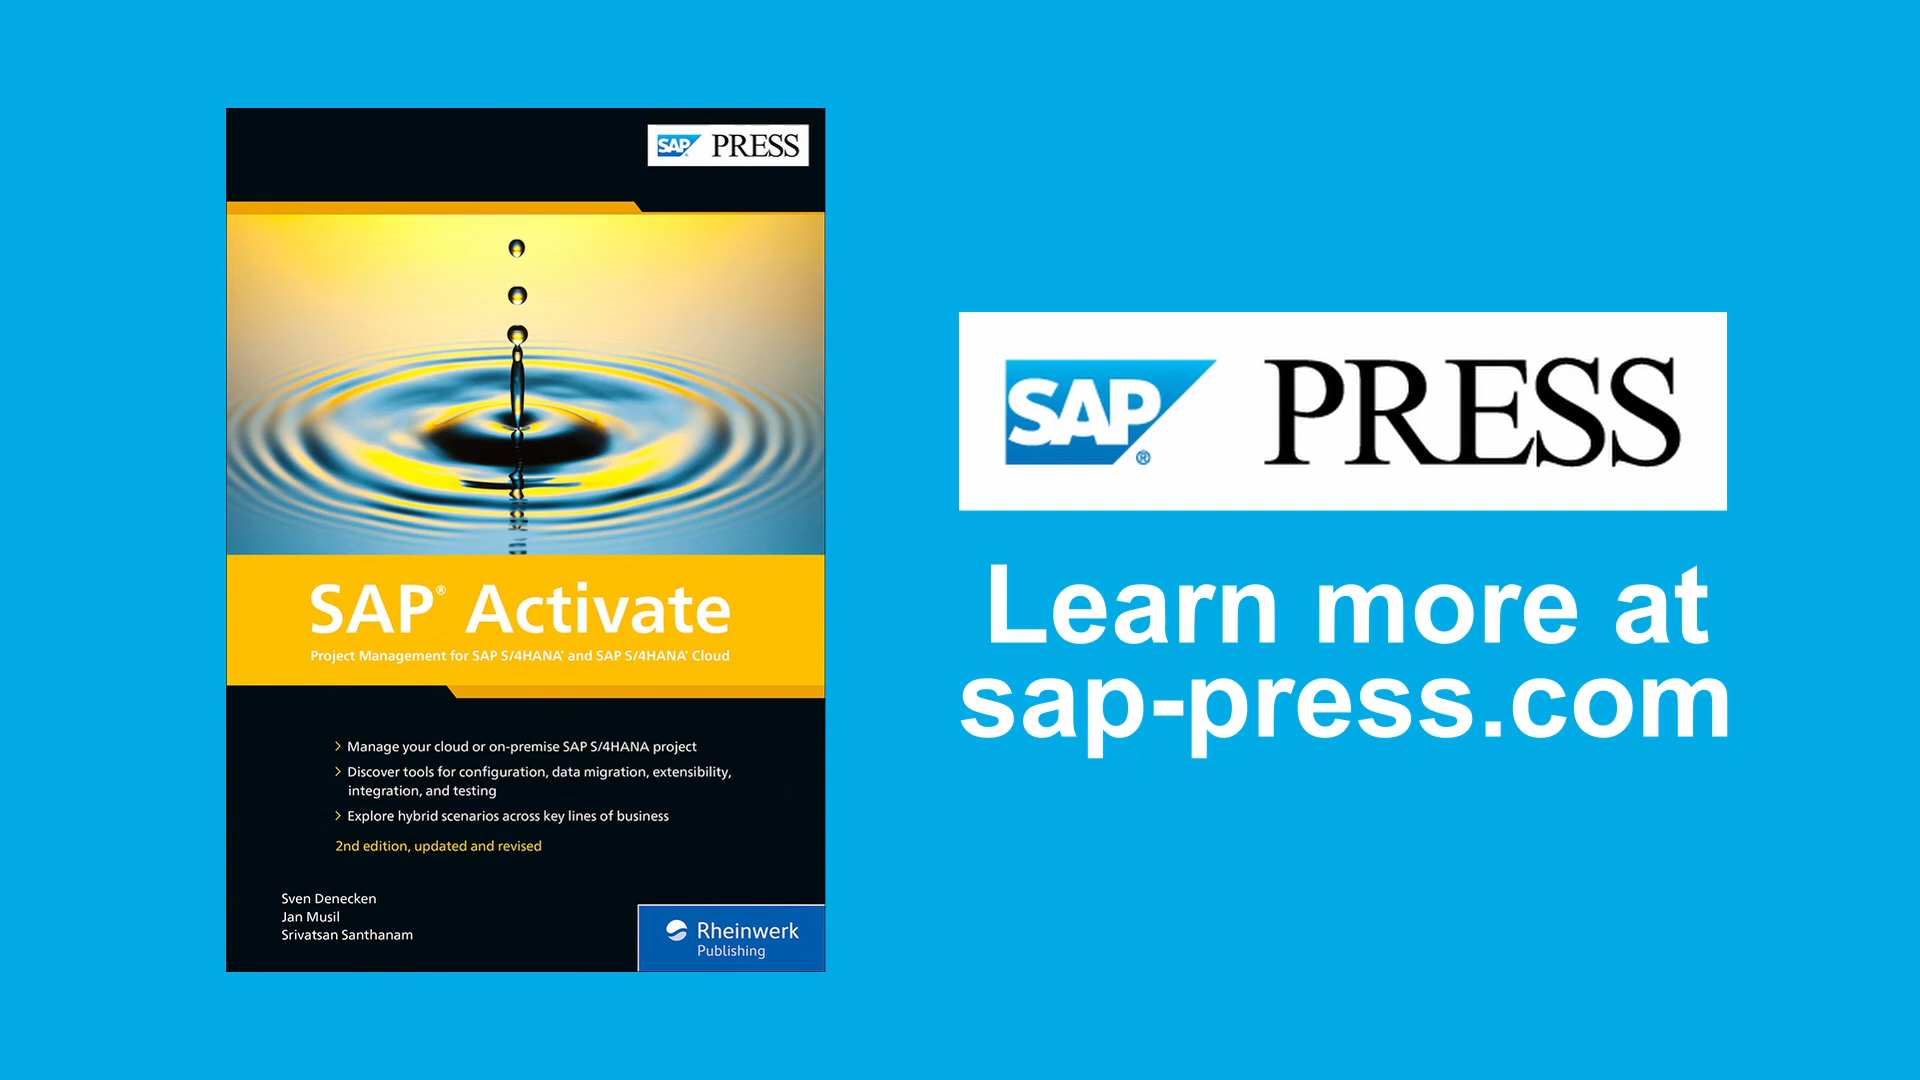 SAP® PRESS
SAP® Activate
Project Management for SAP S/4HANA® and SAP S/4HANA® Cloud
> Manage your cloud or on-premise SAP S/4HANA project
> Discover tools for configuration, data migration, extensibility,
integration, and testing
> Explore hybrid scenarios across key lines of business
2nd edition, updated and revised
Sven Denecken
Jan Musil
Srivatsan Santhanam
Rheinwerk
Publishing
SAP® PRESS
Learn more at
sap-press.com